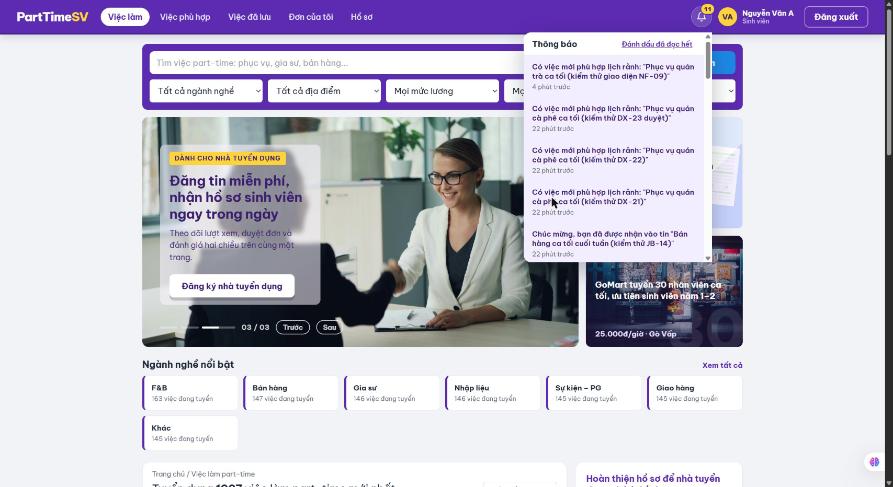 PartTimeSV
Việc làm
Việc phù hợp
Việc đã lưu
Đơn của tôi
Hồ sơ
11
VA
Nguyễn Văn A
Sinh viên
Đăng xuất
Tìm việc part-time: phục vụ, gia sư, bán hàng...
Tất cả ngành nghề
Tất cả địa điểm
Mọi mức lương
Thông báo
Đánh dấu đã đọc hết
Có việc mới phù hợp lịch rảnh: "Phục vụ quán
trà ca tối (kiểm thử giao diện NF-09)"
4 phút trước
Có việc mới phù hợp lịch rảnh: "Phục vụ quán
cà phê ca tối (kiểm thử DX-23 duyệt)"
22 phút trước
Có việc mới phù hợp lịch rảnh: "Phục vụ quán
cà phê ca tối (kiểm thử DX-22)"
22 phút trước
Có việc mới phù hợp lịch rảnh: "Phục vụ quán
cà phê ca tối (kiểm thử DX-21)"
22 phút trước
Chúc mừng, bạn đã được nhận vào tin "Bán
hàng ca tối cuối tuần (kiểm thử JB-14)"
22 phút trước
DÀNH CHO NHÀ TUYỂN DỤNG
Đăng tin miễn phí,
nhận hồ sơ sinh viên
ngay trong ngày
Theo dõi lượt xem, duyệt đơn và
đánh giá hai chiều trên cùng một
trang.
Đăng ký nhà tuyển dụng
03 / 03
Trước
Sau
GoMart tuyển 30 nhân viên ca
tối, ưu tiên sinh viên năm 1–2
25.000đ/giờ · Gò Vấp
30
Ngành nghề nổi bật
Xem tất cả
F&B
163 việc đang tuyển
Bán hàng
147 việc đang tuyển
Gia sư
146 việc đang tuyển
Nhập liệu
146 việc đang tuyển
Sự kiện – PG
145 việc đang tuyển
Giao hàng
145 việc đang tuyển
Khác
145 việc đang tuyển
Trang chủ / Việc làm part-time
Hoàn thiện hồ sơ để nhà tuyển